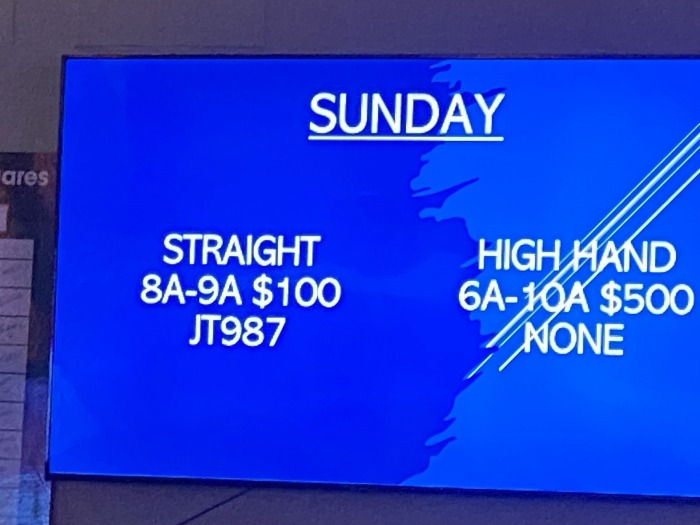 ares
SUNDAY
STRAIGHT
8A-9A $100
JT987
HIGH HAND
6A-10A $500
NONE